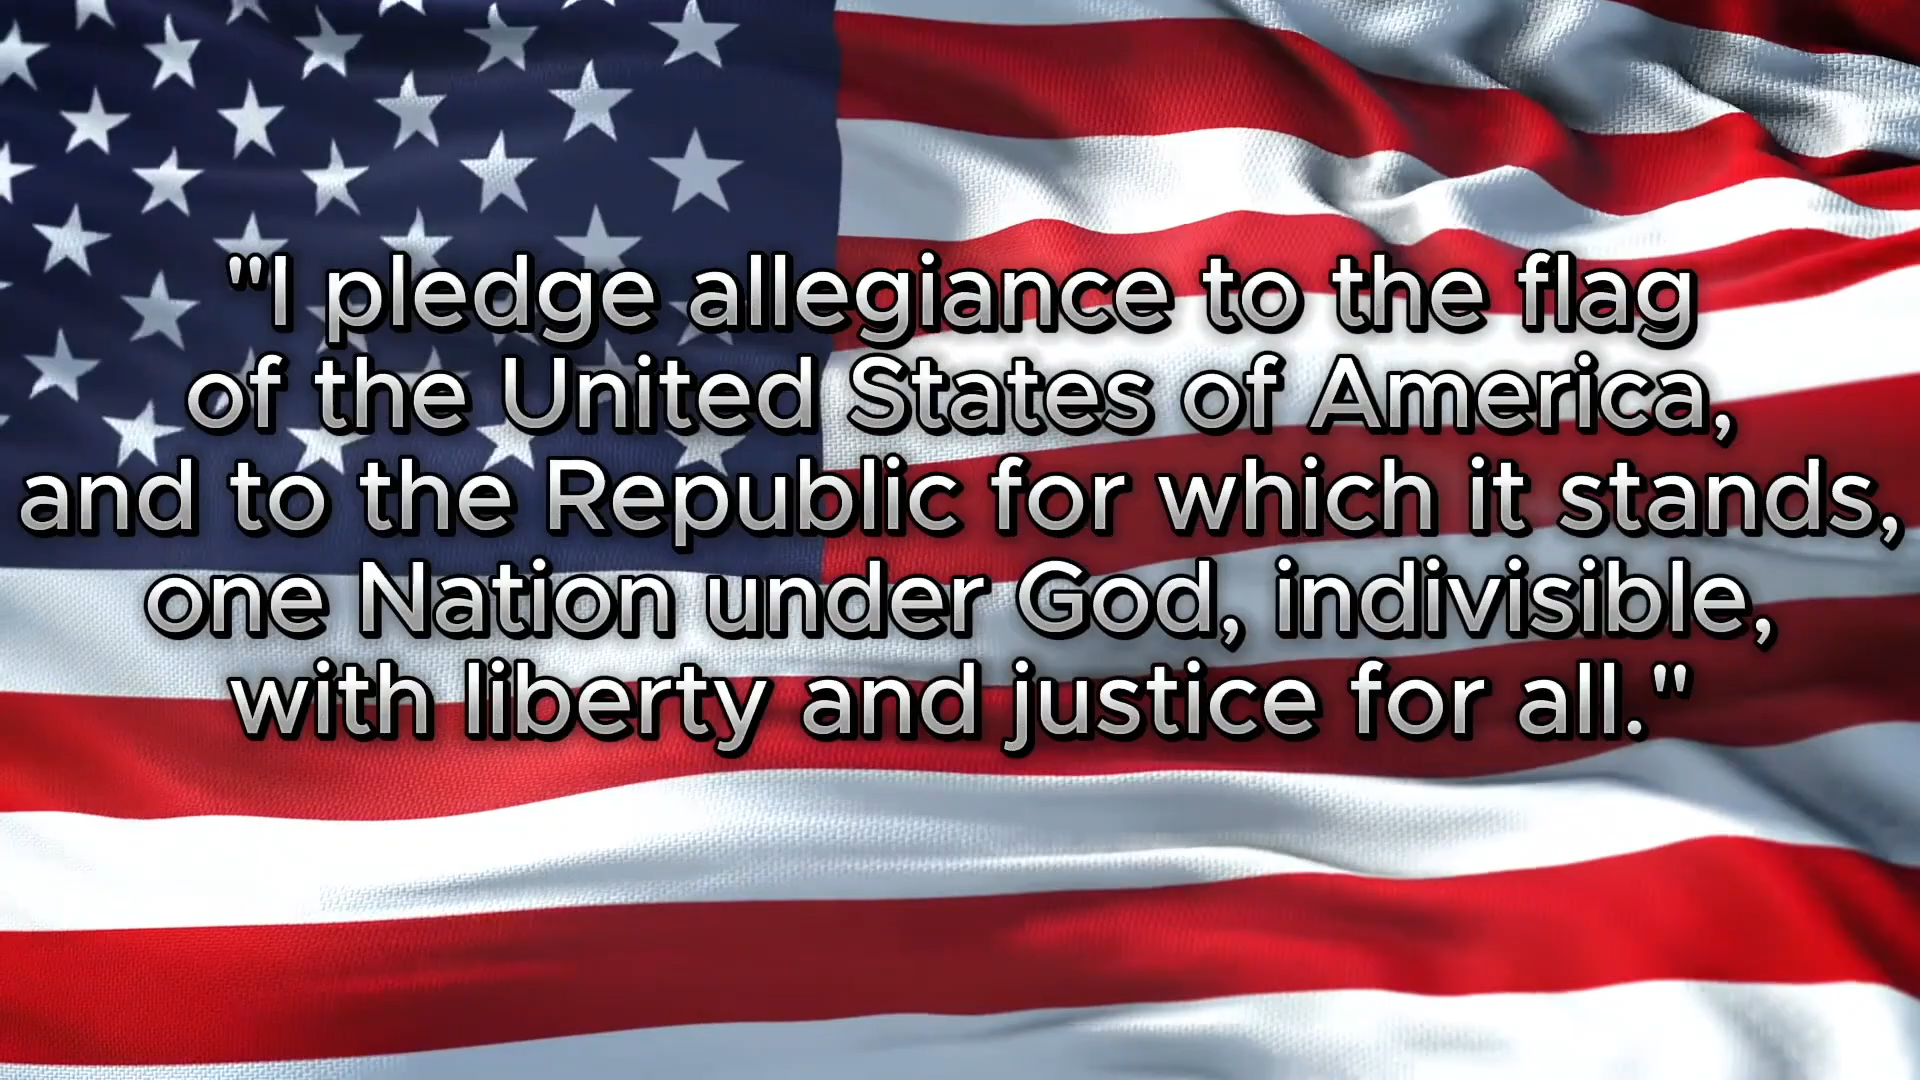 "I pledge allegiance to the flag
of the United States of America,
and to the Republic for which it stands,
one Nation under God, indivisible,
with liberty and justice for all."